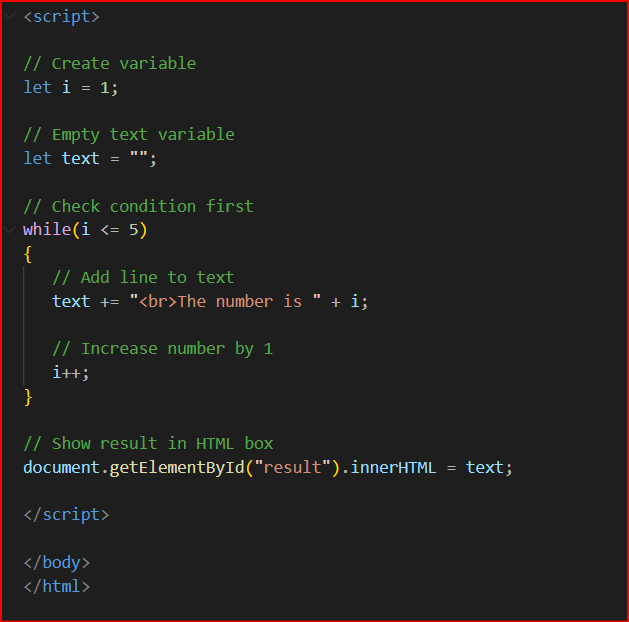 <script>
// Create variable
let i = 1;
// Empty text variable
let text = "";
// Check condition first
while(i <= 5)
{
// Add line to text
text += "<br>The number is " + i;
// Increase number by 1
i++;
}
// Show result in HTML box
document.getElementById("result").innerHTML = text;
</script>
</body>
</html>